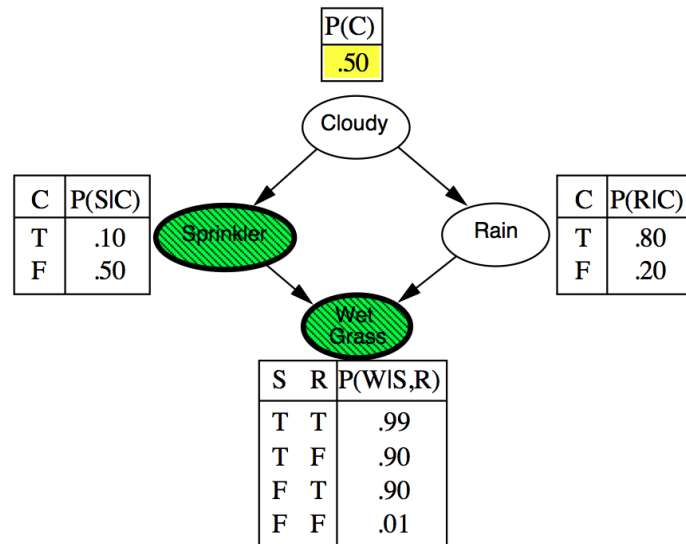 P(C)
.50
Cloudy
C P(S|C)
T .10
F .50
Sprinkler
Rain
C P(R|C)
T .80
F .20
Wet
Grass
S R P(W|S,R)
T T .99
T F .90
F T .90
F F .01